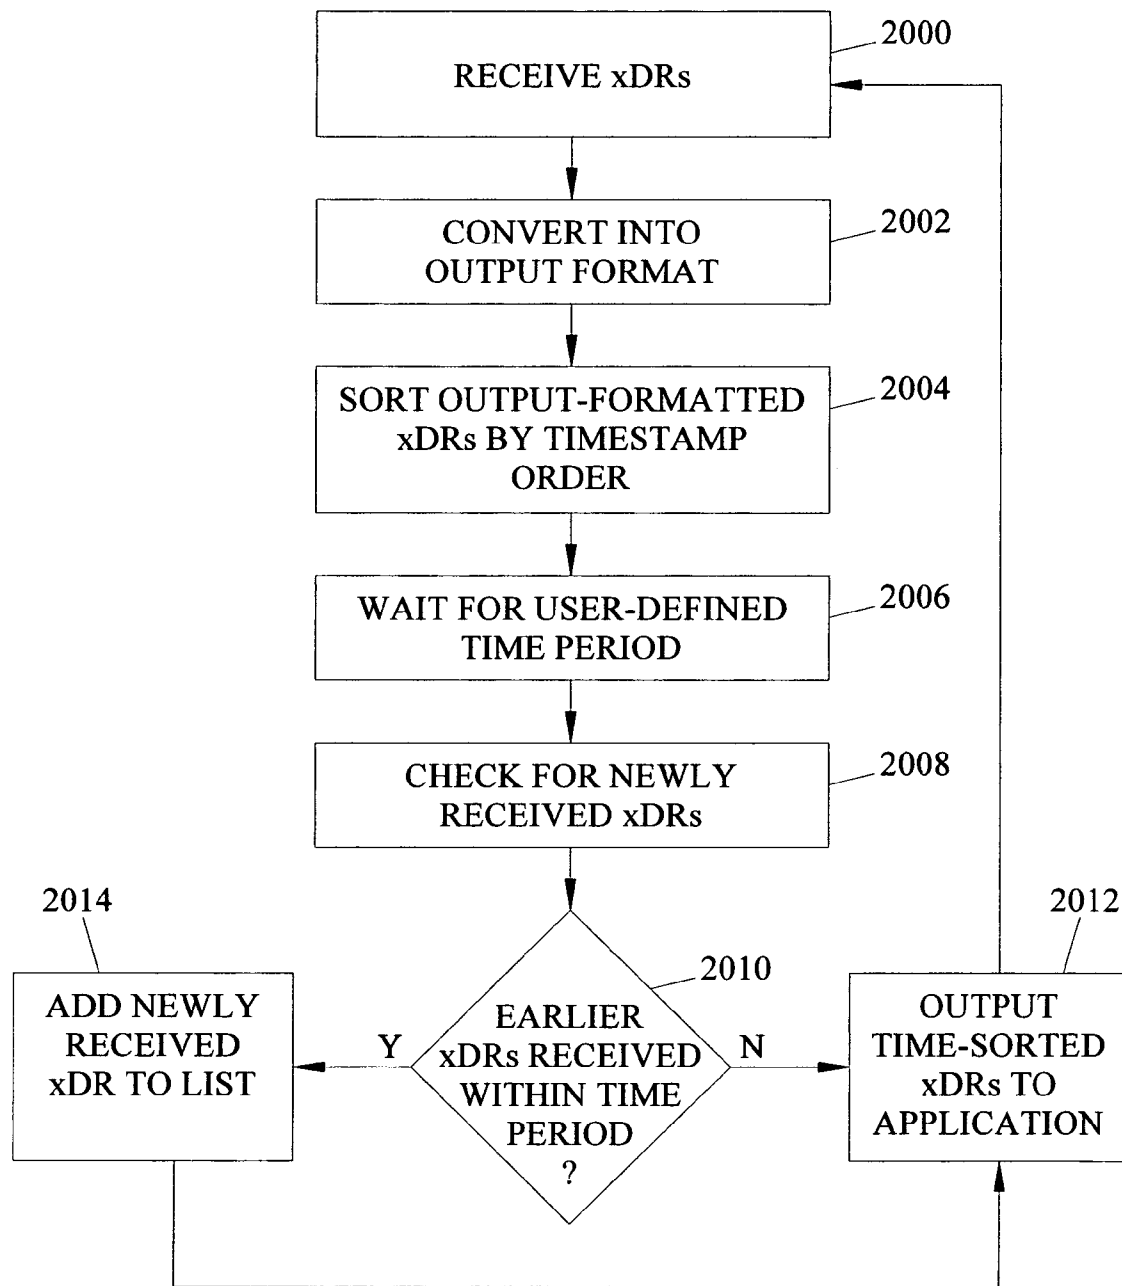 2000
RECEIVE xDRs
2002
CONVERT INTO
OUTPUT FORMAT
2004
SORT OUTPUT-FORMATTED
xDRs BY TIMESTAMP
ORDER
2006
WAIT FOR USER-DEFINED
TIME PERIOD
2008
CHECK FOR NEWLY
RECEIVED xDRs
2014
ADD NEWLY
RECEIVED
xDR TO LIST
Y
2010
EARLIER
xDRs RECEIVED
WITHIN TIME
PERIOD
?
N
2012
OUTPUT
TIME-SORTED
xDRs TO
APPLICATION